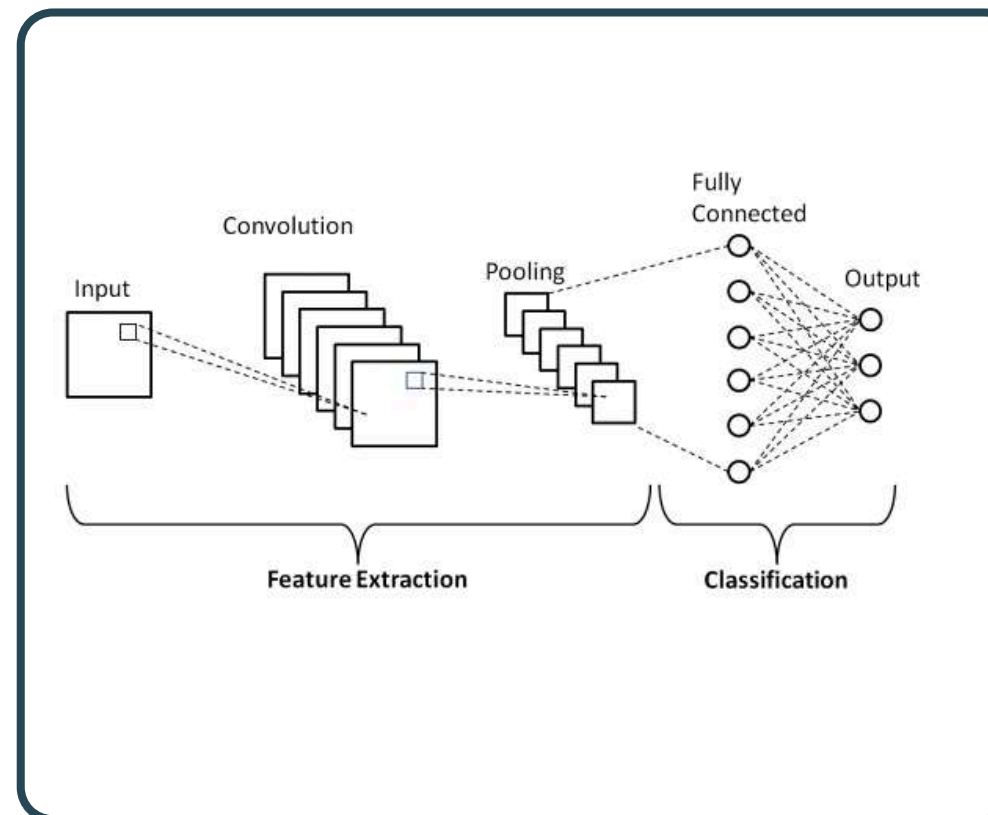 Input
Convolution
Pooling
Fully
Connected
Output
Feature Extraction
Classification